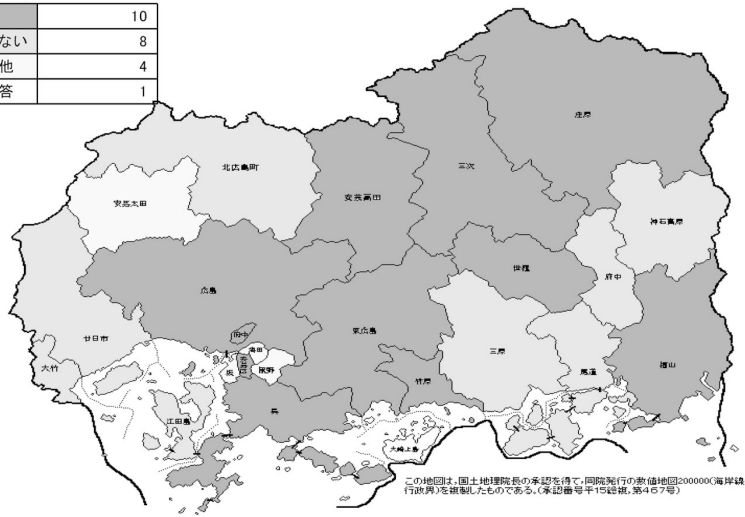 10
ない 8
他 4
答 1
庄原
三次
北広島町
安芸高田
安芸太田
神石高原
世羅
府中
広島
東広島
三原
尾道
福山
廿日市
府中
海田
坂
熊野
竹原
大竹
呉
江田島
大崎上島
この地図は,国土地理院長の承認を得て,同院発行の数値地図200000(海岸線
行政界)を複製したものである。(承認番号平15総複,第467号)